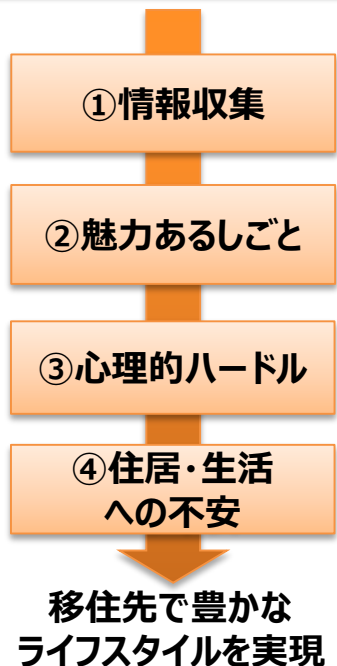 ①情報収集
②魅力あるしごと
③心理的ハードル
④住居・生活
への不安
移住先で豊かな
ライフスタイルを実現